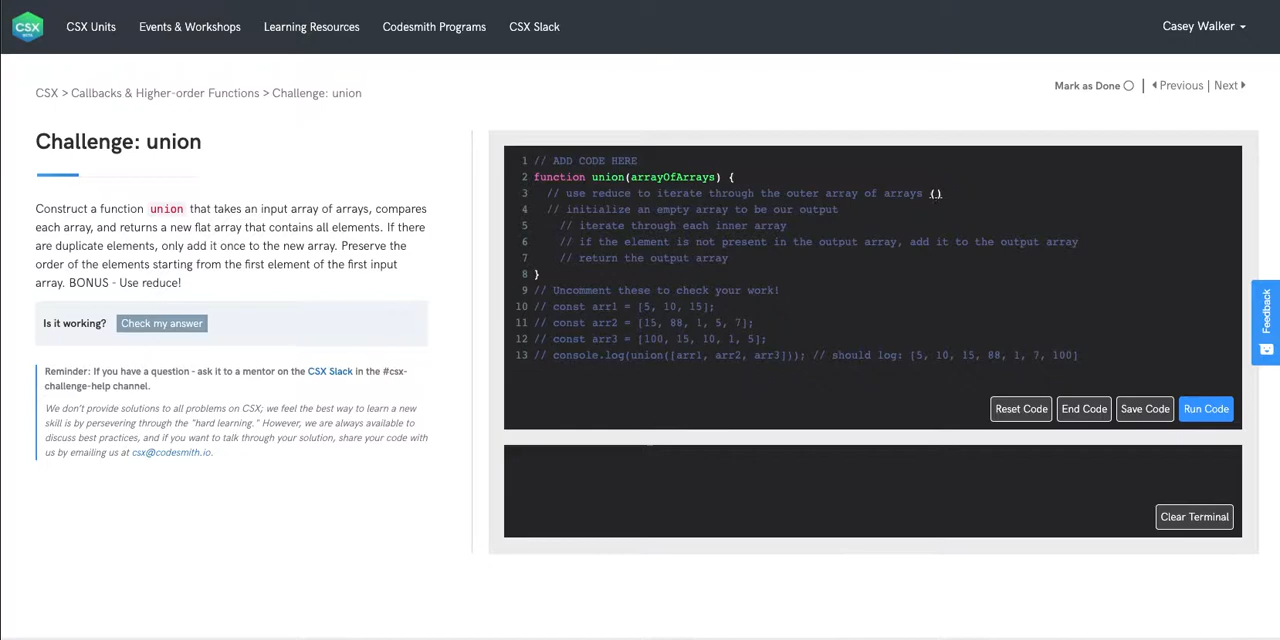 CSX
CSX Units
Events & Workshops
Learning Resources
Codesmith Programs
CSX Slack
Casey Walker
CSX > Callbacks & Higher-order Functions > Challenge: union
Mark as Done
Previous | Next
Challenge: union
Construct a function union that takes an input array of arrays, compares
each array, and returns a new flat array that contains all elements. If there
are duplicate elements, only add it once to the new array. Preserve the
order of the elements starting from the first element of the first input
array. BONUS - Use reduce!
Is it working? Check my answer
Reminder: If you have a question - ask it to a mentor on the CSX Slack in the #csx-
challenge-help channel.
We don't provide solutions to all problems on CSX; we feel the best way to learn a new
skill is by persevering through the "hard learning." However, we are always available to
discuss best practices, and if you want to talk through your solution, share your code with
us by emailing us at csx@codesmith.io.
1 // ADD CODE HERE
2 function union(arrayOfArrays) {
3 // use reduce to iterate through the outer array of arrays ()
4 // initialize an empty array to be our output
5 // iterate through each inner array
6 // if the element is not present in the output array, add it to the output array
7 // return the output array
8 }
9 // Uncomment these to check your work!
10 // const arr1 = [5, 10, 15];
11 // const arr2 = [15, 88, 1, 5, 7];
12 // const arr3 = [100, 15, 10, 1, 5];
13 // console.log(union([arr1, arr2, arr3])); // should log: [5, 10, 15, 88, 1, 7, 100]
Reset Code
End Code
Save Code
Run Code
Clear Terminal
Feedback